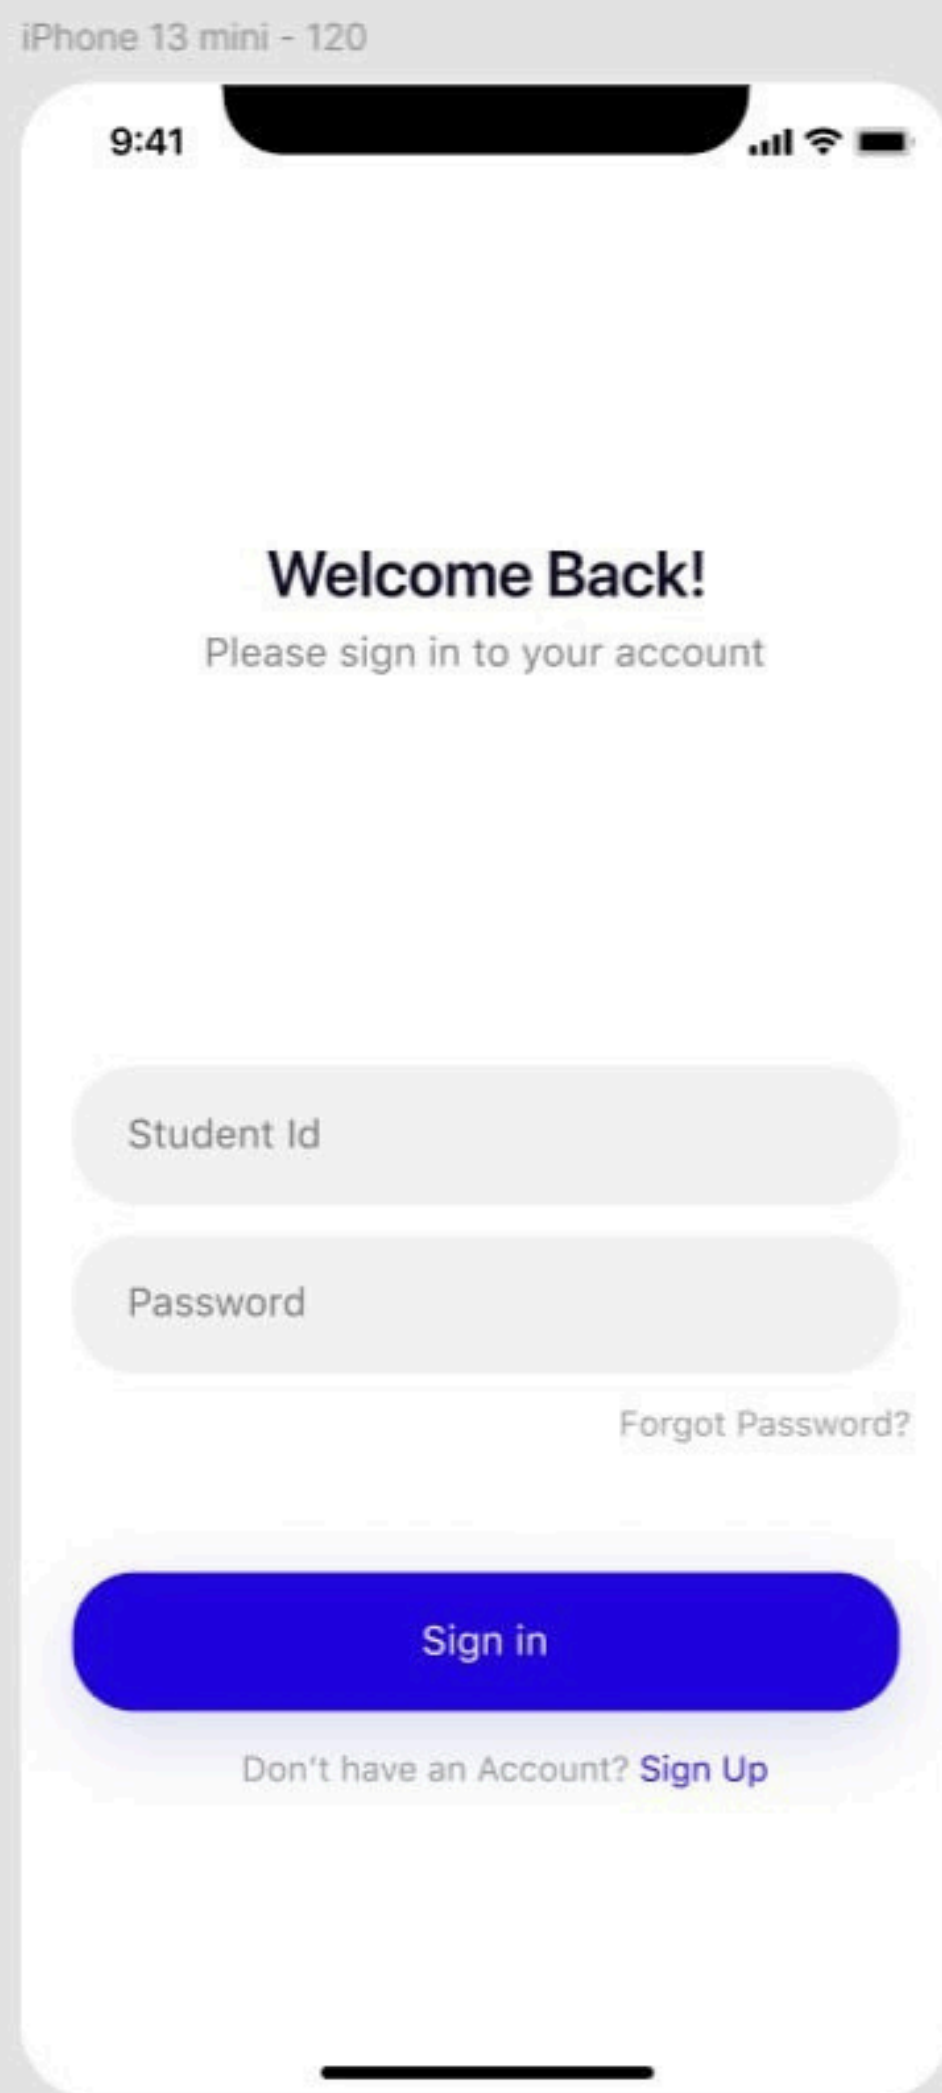 iPhone 13 mini - 120
9:41
Welcome Back!
Please sign in to your account
Student Id
Password
Forgot Password?
Sign in
Don't have an Account? Sign Up